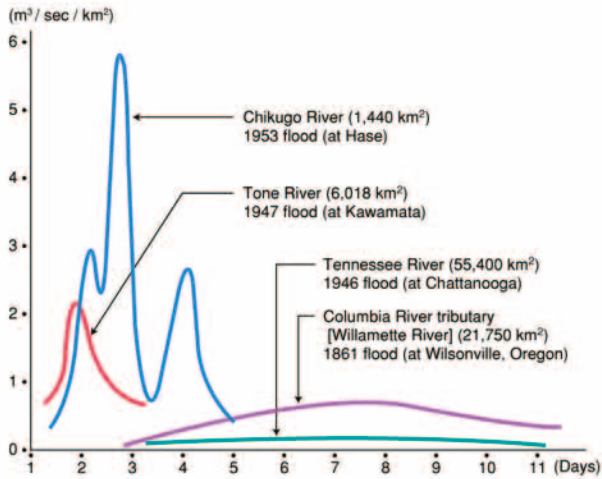 (m³ / sec / km²)
6
5
4
3
2
1
0
Chikugo River (1,440 km²)
1953 flood (at Hase)
Tone River (6,018 km²)
1947 flood (at Kawamata)
Tennessee River (55,400 km²)
1946 flood (at Chattanooga)
Columbia River tributary
[Willamette River] (21,750 km²)
1861 flood (at Wilsonville, Oregon)
1 2 3 4 5 6 7 8 9 10 11 (Days)